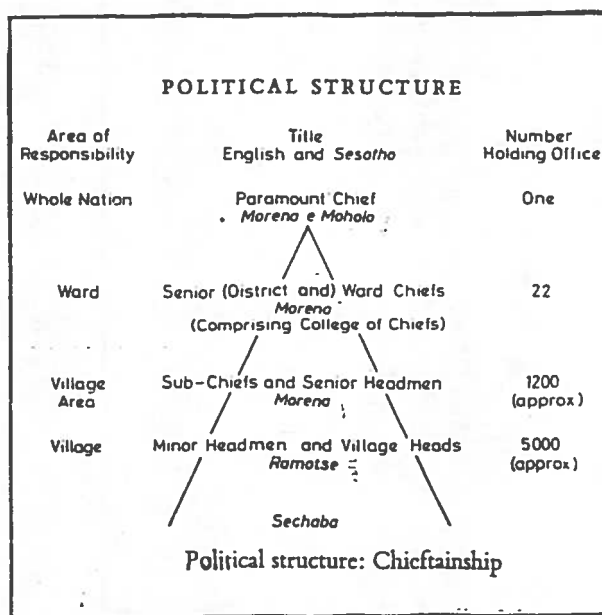 POLITICAL STRUCTURE
Area of Responsibility
Title
English and Sesotho
Number Holding Office
Whole Nation
Paramount Chief
Morena e Moholo
One
Ward
Senior (District and) Ward Chiefs
Morena
(Comprising College of Chiefs)
22
Village Area
Sub-Chiefs and Senior Headmen
Morena
1200
(approx)
Village
Minor Headmen and Village Heads
Ramotse
5000
(approx)
Sechaba
Political structure: Chieftainship